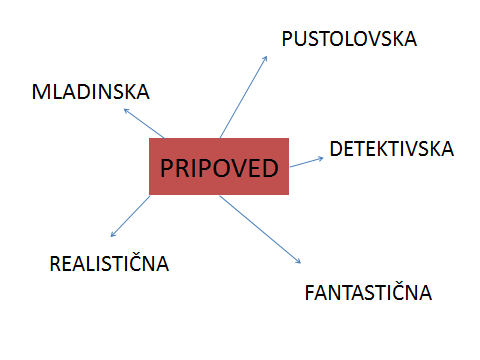 PUSTOLOVSKA
MLADINSKA
DETEKTIVSKA
PRIPOVED
REALISTIČNA
FANTASTIČNA